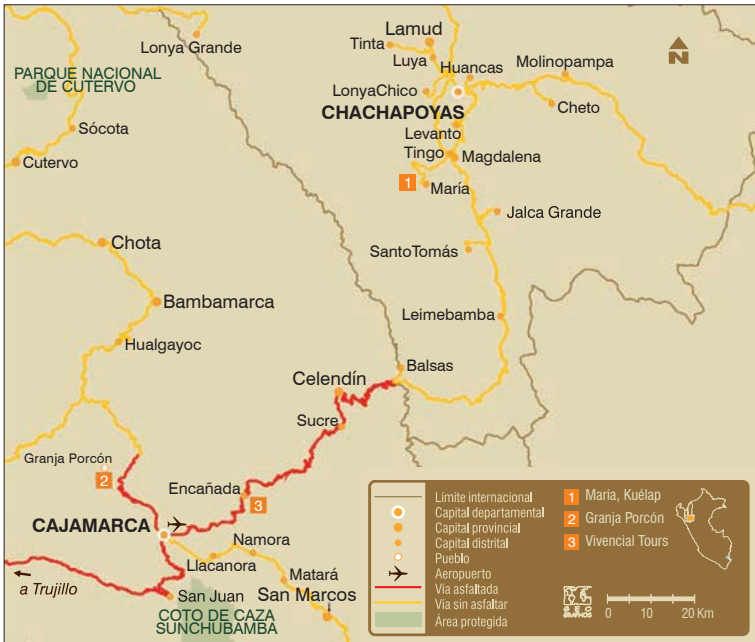 Lonya Grande
PARQUE NACIONAL
DE CUTERVO
Sócota
Cutervo
Chota
Bambamarca
Hualgayoc
Granja Porcón
2
CAJAMARCA
a Trujillo
San Juan
COTO DE CAZA
SUNCHUBAMBA
Llacanora
Namora
Matará
San Marcos
Encañada
3
Sucre
Celendín
Balsas
Leimebamba
SantoTomás
Jalca Grande
1
María
Magdalena
Tingo
Levanto
CHACHAPOYAS
LonyaChico
Huancas
Luya
Tinta
Lamud
Molinopampa
Cheto
N
Límite internacional
Capital departamental
Capital provincial
Capital distrital
Pueblo
Aeropuerto
Vía asfaltada
Vía sin asfaltar
Área protegida
1 Maria, Kuélap
2 Granja Porcón
3 Vivencial Tours
GEO
GRAPHOS
0 10 20 Km